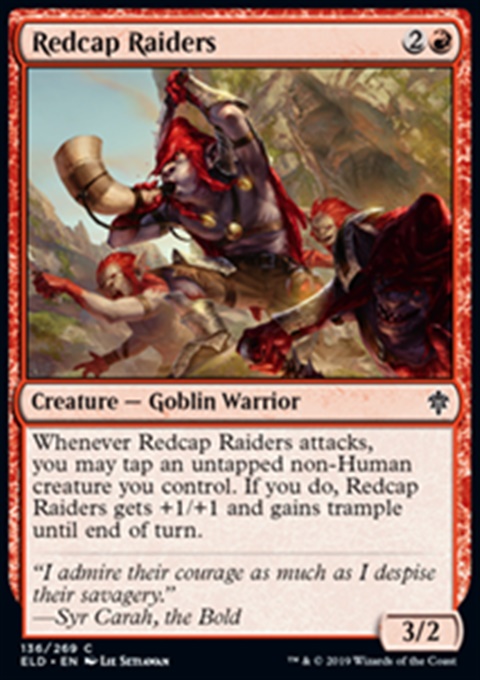 Redcap Raiders 2
Creature — Goblin Warrior
Whenever Redcap Raiders attacks,
you may tap an untapped non-Human
creature you control. If you do, Redcap
Raiders gets +1/+1 and gains trample
until end of turn.
“I admire their courage as much as I despise
their savagery.”
—Syr Carah, the Bold
3/2
136/269 C
ELD • EN Lie Setiawan
™ & © 2019 Wizards of the Coast